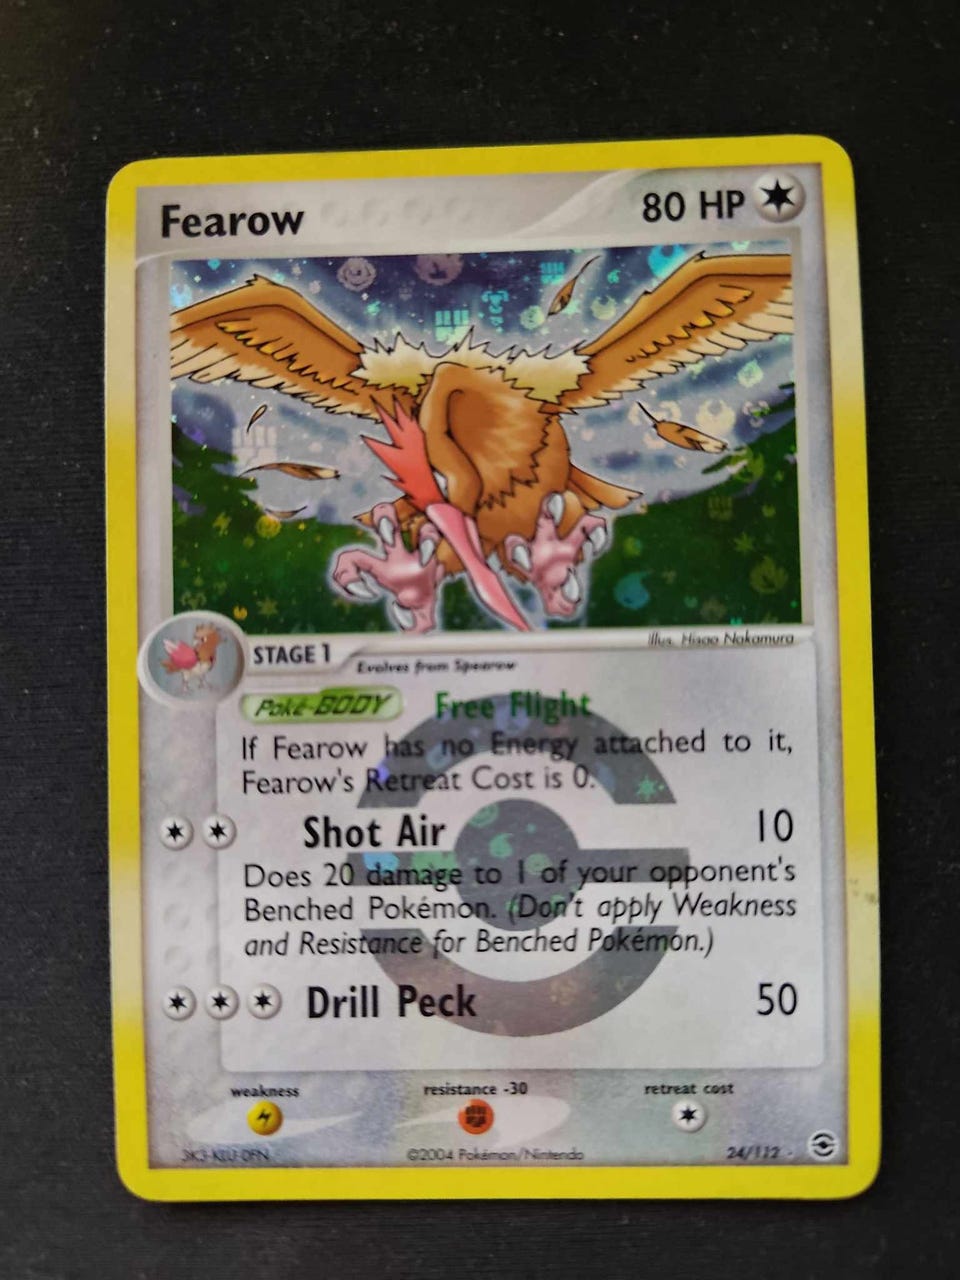 Fearow
80 HP
illus. Hisao Nakamura
STAGE 1
Evolves from Spearow
Poké-BODY Free Flight
If Fearow has no Energy attached to it,
Fearow's Retreat Cost is 0.
Shot Air 10
Does 20 damage to 1 of your opponent's
Benched Pokémon. (Don't apply Weakness
and Resistance for Benched Pokémon.)
Drill Peck 50
weakness resistance -30 retreat cost
©2004 Pokémon/Nintendo 24/112